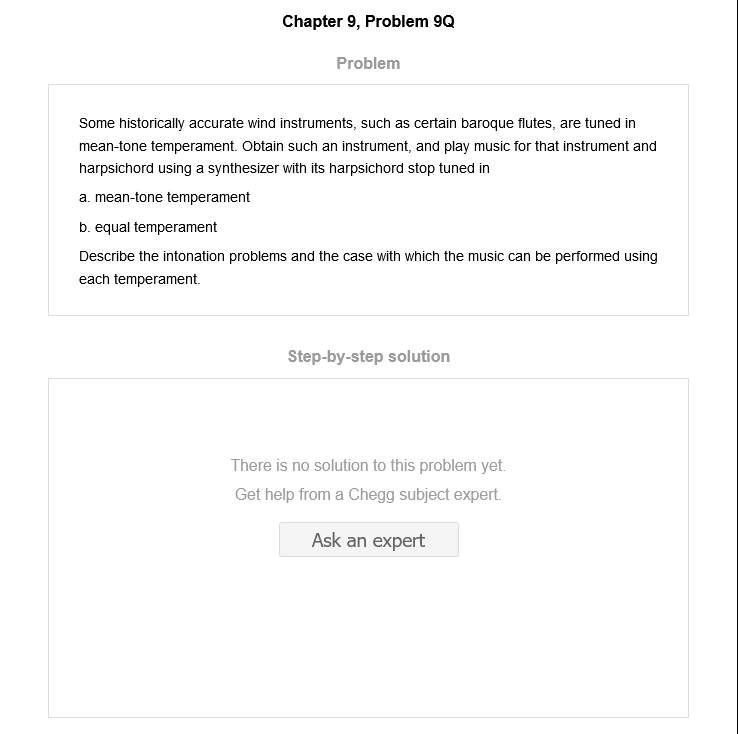 Chapter 9, Problem 9Q
Problem
Some historically accurate wind instruments, such as certain baroque flutes, are tuned in
mean-tone temperament. Obtain such an instrument, and play music for that instrument and
harpsichord using a synthesizer with its harpsichord stop tuned in
a. mean-tone temperament
b. equal temperament
Describe the intonation problems and the case with which the music can be performed using
each temperament.
Step-by-step solution
There is no solution to this problem yet.
Get help from a Chegg subject expert.
Ask an expert